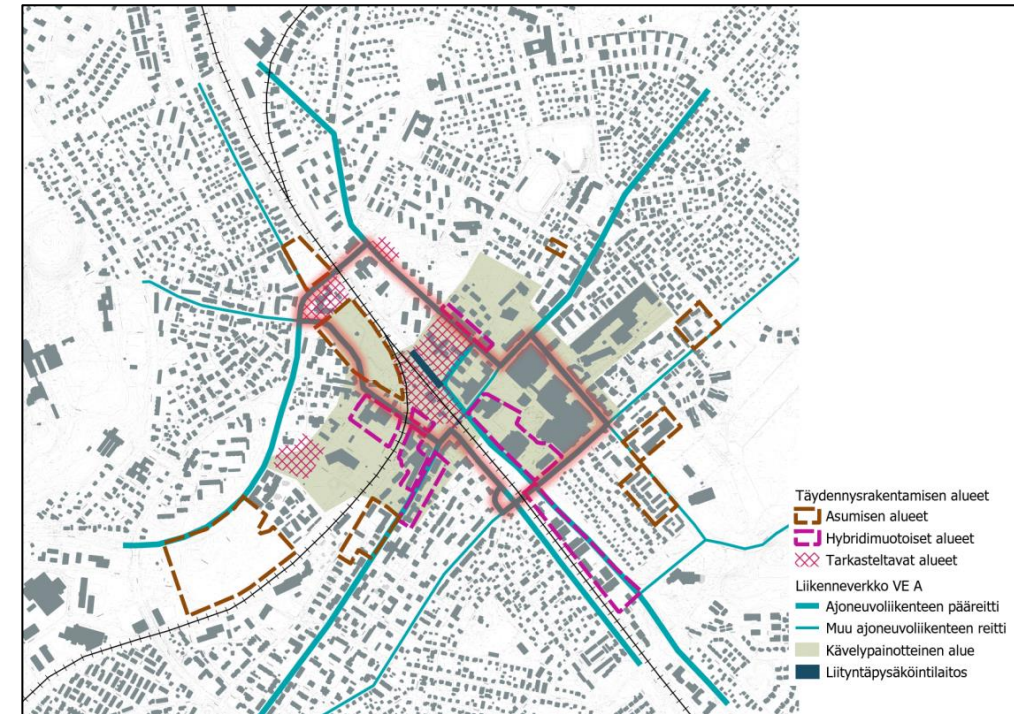 Täydennysrakentamisen alueet
Asumisen alueet
Hybridimuotoiset alueet
Tarkasteltavat alueet
Liikenneverkko VE A
Ajoneuvoliikenteen pääreitti
Muu ajoneuvoliikenteen reitti
Kävelypainotteinen alue
Liityntäpysäköintilaitos